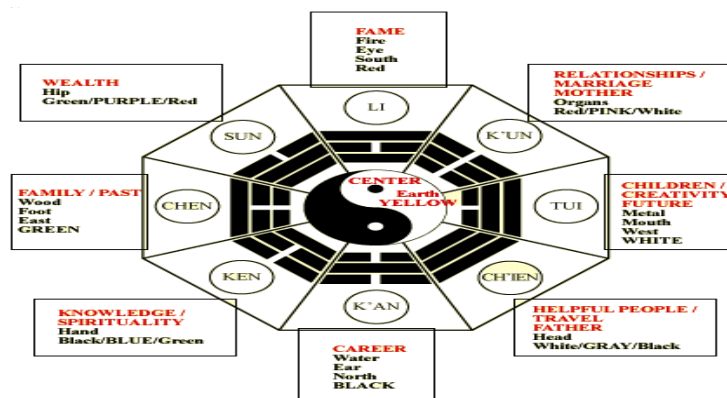 FAME
Fire
Eye
South
Red
WEALTH
Hip
Green/PURPLE/Red
RELATIONSHIPS /
MARRIAGE
MOTHER
Organs
Red/PINK/White
LI
SUN
K'UN
CENTER
Earth
YELLOW
FAMILY / PAST
Wood
Foot
East
GREEN
CHEN
TUI
CHILDREN /
CREATIVITY
FUTURE
Metal
Mouth
West
WHITE
KEN
CH'IEN
K'AN
KNOWLEDGE /
SPIRITUALITY
Hand
Black/BLUE/Green
HELPFUL PEOPLE /
TRAVEL
FATHER
Head
White/GRAY/Black
CAREER
Water
Ear
North
BLACK